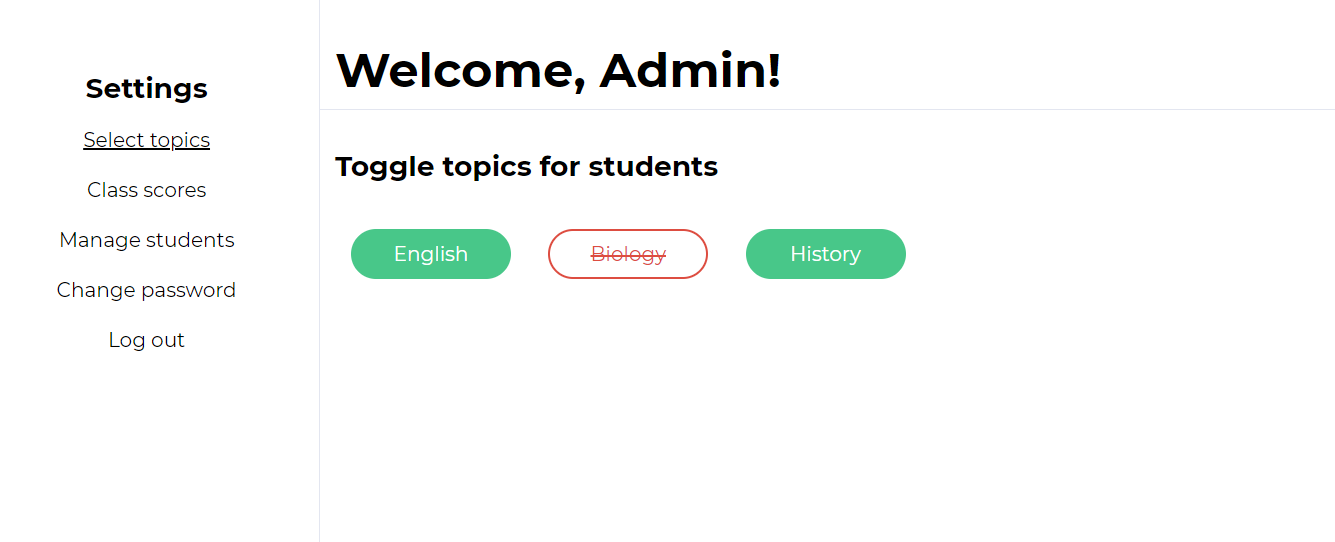 Settings
Select topics
Class scores
Manage students
Change password
Log out
Welcome, Admin!
Toggle topics for students
English
Biology
History